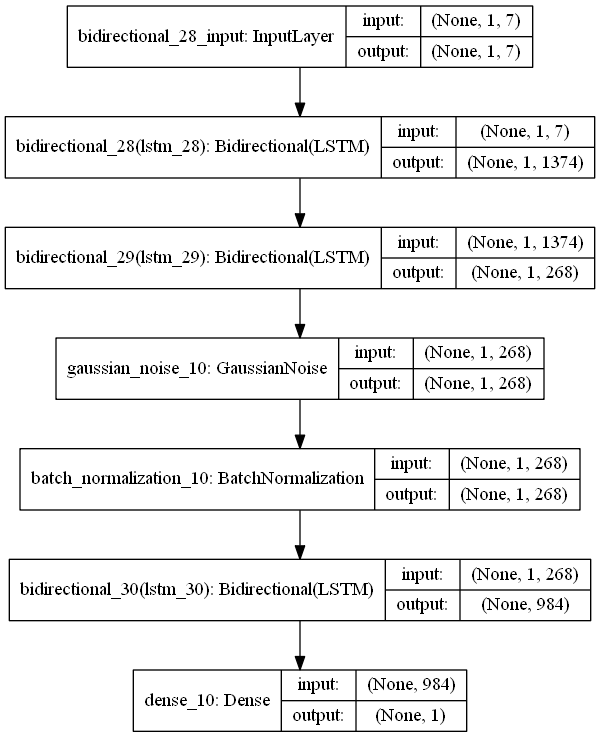 bidirectional_28_input: InputLayer
input: (None, 1, 7)
output: (None, 1, 7)
bidirectional_28(lstm_28): Bidirectional(LSTM)
input: (None, 1, 7)
output: (None, 1, 1374)
bidirectional_29(lstm_29): Bidirectional(LSTM)
input: (None, 1, 1374)
output: (None, 1, 268)
gaussian_noise_10: GaussianNoise
input: (None, 1, 268)
output: (None, 1, 268)
batch_normalization_10: BatchNormalization
input: (None, 1, 268)
output: (None, 1, 268)
bidirectional_30(lstm_30): Bidirectional(LSTM)
input: (None, 1, 268)
output: (None, 984)
dense_10: Dense
input: (None, 984)
output: (None, 1)